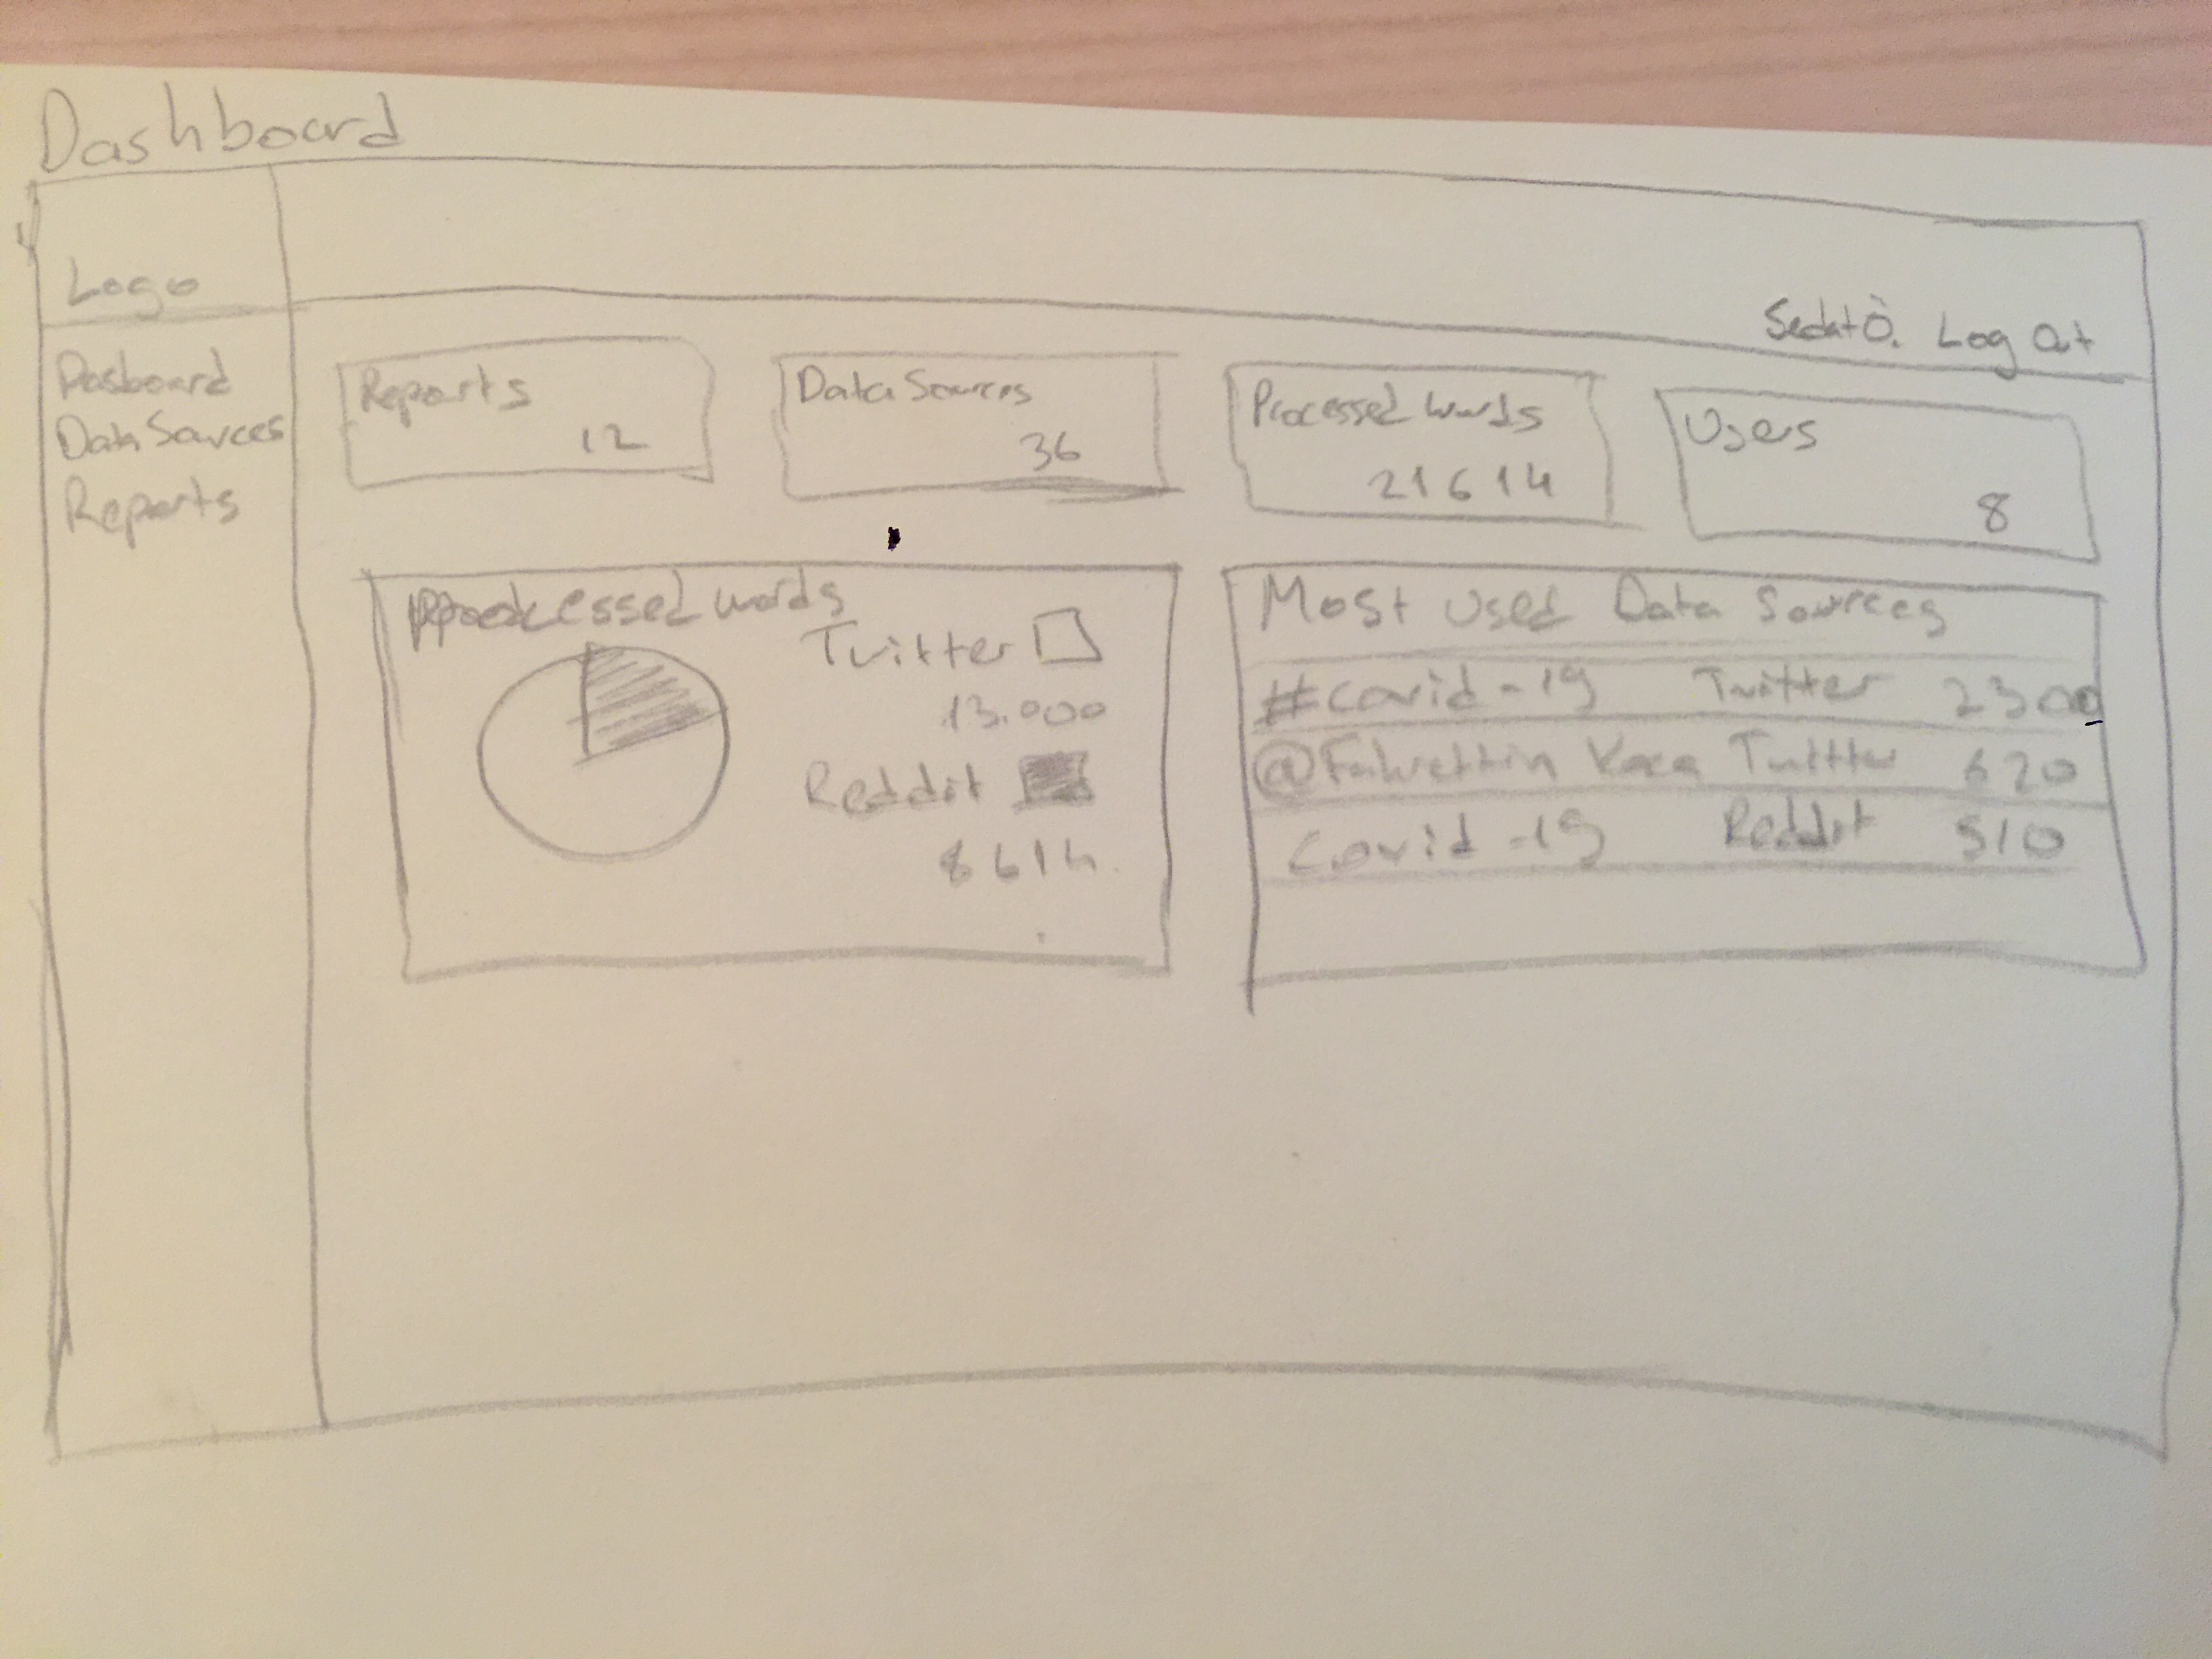 Dashboard
Logo
Sedat Ö. Log Out
Dasboard
Data Sources
Reports
Reports
12
Data Sources
36
Processed words
21614
Users
8
Processed words
Twitter
13.000
Reddit
8614
Most used Data Sources
#covid-19 Twitter 2300
@Fahrettin Koca Twitter 620
Covid-19 Reddit 510